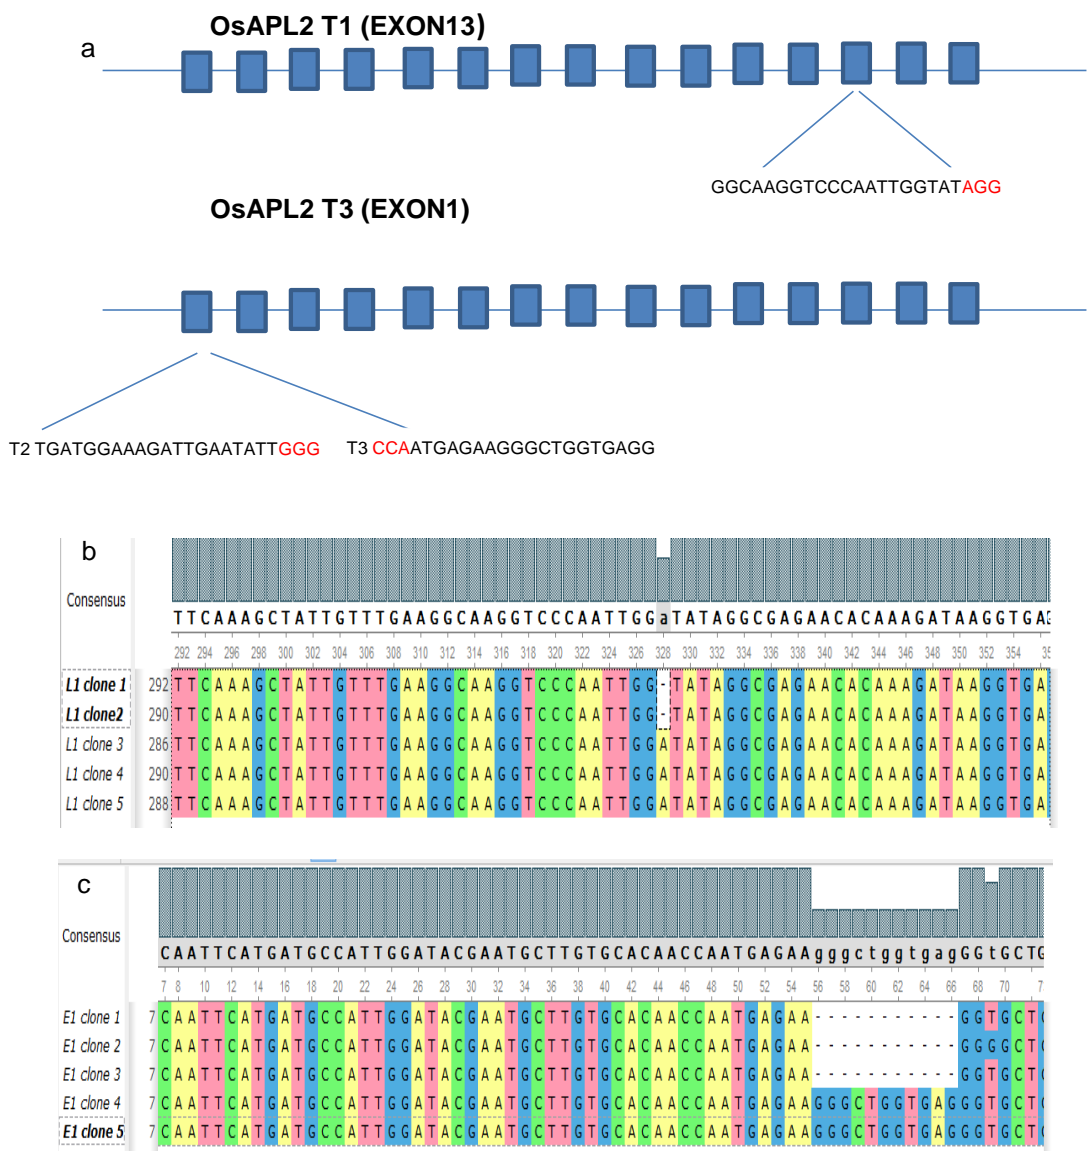 OsAPL2 T1 (EXON13)
a
GGCAAGGTCCCAATTGGTATAGG
OsAPL2 T3 (EXON1)
T2 TGATGGAAAGATTGAATATTGGG T3 CCAATGAGAAGGGCTGGTGAGG
b
Consensus
TTCAAAGCTATTGTTTGAAGGCAAGGTCCCAATTGGaTATAGGCGAGAACACAAAGATAAGGTGA
292 294 296 298 300 302 304 306 308 310 312 314 316 318 320 322 324 326 328 330 332 334 336 338 340 342 344 346 348 350 352 354
L1 clone 1 292 TTCAAAGCTATTGTTTGAAGGCAAGGTCCCAATTGG-TATAGGCGAGAACACAAAGATAAGGTGA
L1 clone2 290 TTCAAAGCTATTGTTTGAAGGCAAGGTCCCAATTGG-TATAGGCGAGAACACAAAGATAAGGTGA
L1 clone 3 286 TTCAAAGCTATTGTTTGAAGGCAAGGTCCCAATTGGATATAGGCGAGAACACAAAGATAAGGTGA
L1 clone 4 290 TTCAAAGCTATTGTTTGAAGGCAAGGTCCCAATTGGATATAGGCGAGAACACAAAGATAAGGTGA
L1 clone 5 288 TTCAAAGCTATTGTTTGAAGGCAAGGTCCCAATTGGATATAGGCGAGAACACAAAGATAAGGTGA
c
Consensus
CAATTCATGATGCCATTGGATACGAATGCTTGTGCACAACCAATGAGAAgggctggtgagGGtGCTG
7 8 10 12 14 16 18 20 22 24 26 28 30 32 34 36 38 40 42 44 46 48 50 52 54 56 58 60 62 64 66 68 70
E1 clone 1 7 CAATTCATGATGCCATTGGATACGAATGCTTGTGCACAACCAATGAGAA-----------GGTGCT
E1 clone 2 7 CAATTCATGATGCCATTGGATACGAATGCTTGTGCACAACCAATGAGAA-----------GGGGCT
E1 clone 3 7 CAATTCATGATGCCATTGGATACGAATGCTTGTGCACAACCAATGAGAA-----------GGTGCT
E1 clone 4 7 CAATTCATGATGCCATTGGATACGAATGCTTGTGCACAACCAATGAGAAGGGCTGGTGAGGGTGCT
E1 clone 5 7 CAATTCATGATGCCATTGGATACGAATGCTTGTGCACAACCAATGAGAAGGGCTGGTGAGGGTGCT